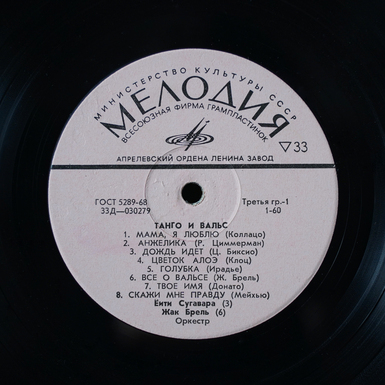 МИНИСТЕРСТВО КУЛЬТУРЫ СССР
МЕЛОДИЯ
ВСЕСОЮЗНАЯ ФИРМА ГРАМПЛАСТИНОК
▽33
АПРЕЛЕВСКИЙ ОРДЕНА ЛЕНИНА ЗАВОД
ГОСТ 5289-68 Третья гр.-1
33Д—030279 1-60
ТАНГО И ВАЛЬС
1. МАМА, Я ЛЮБЛЮ (Коллацо)
2. АНЖЕЛИКА (Р. Циммерман)
3. ДОЖДЬ ИДЕТ (Ц. Биксио)
4. ЦВЕТОК АЛОЭ (Клоц)
5. ГОЛУБКА (Ирадье)
6. ВСЕ О ВАЛЬСЕ (Ж. Брель)
7. ТВОЕ ИМЯ (Донато)
8. СКАЖИ МНЕ ПРАВДУ (Мейхью)
Еити Сугавара (3)
Жак Брель (6)
Оркестр